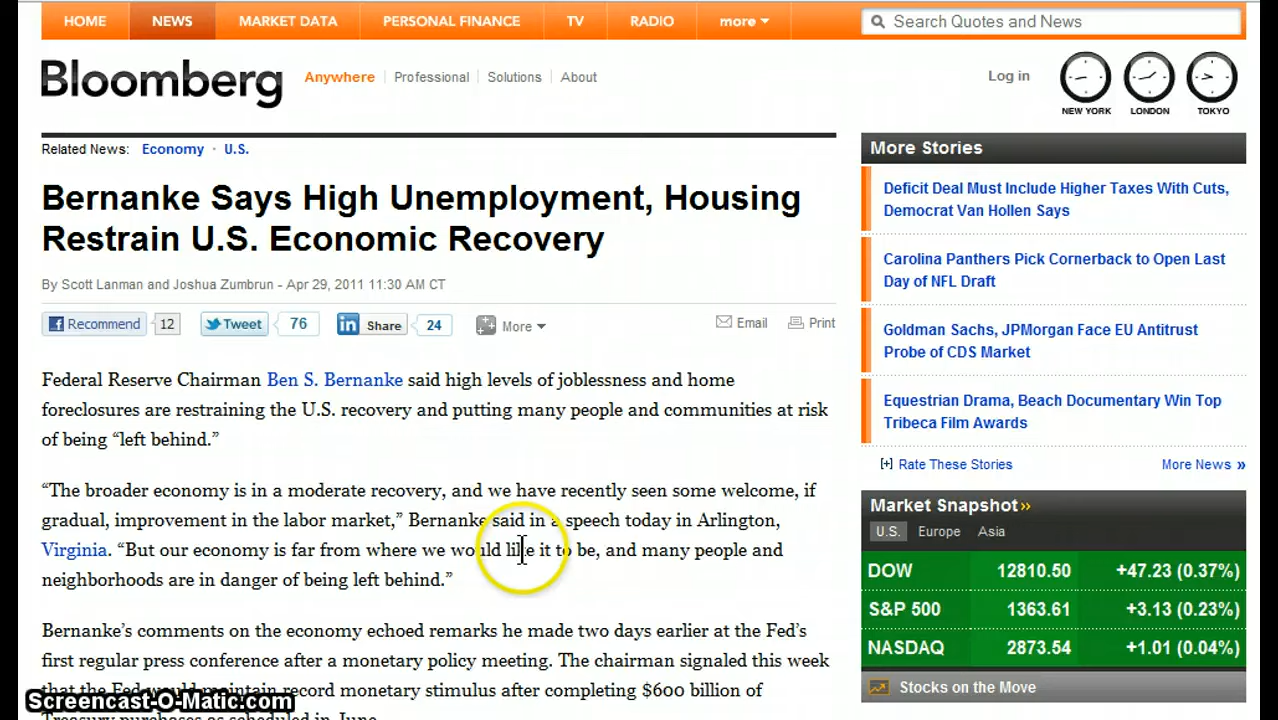 HOME NEWS MARKET DATA PERSONAL FINANCE TV RADIO more Search Quotes and News
Bloomberg Anywhere Professional Solutions About Log in
NEW YORK LONDON TOKYO
Related News: Economy · U.S.
Bernanke Says High Unemployment, Housing
Restrain U.S. Economic Recovery
By Scott Lanman and Joshua Zumbrun - Apr 29, 2011 11:30 AM CT
Recommend 12 Tweet 76 in Share 24 More Email Print
Federal Reserve Chairman Ben S. Bernanke said high levels of joblessness and home
foreclosures are restraining the U.S. recovery and putting many people and communities at risk
of being “left behind.”
“The broader economy is in a moderate recovery, and we have recently seen some welcome, if
gradual, improvement in the labor market,” Bernanke said in a speech today in Arlington,
Virginia. “But our economy is far from where we would like it to be, and many people and
neighborhoods are in danger of being left behind.”
Bernanke’s comments on the economy echoed remarks he made two days earlier at the Fed’s
first regular press conference after a monetary policy meeting. The chairman signaled this week
that the Fed would maintain record monetary stimulus after completing $600 billion of
Treasury purchases as scheduled in June.
Screencast-O-Matic.com
More Stories
Deficit Deal Must Include Higher Taxes With Cuts,
Democrat Van Hollen Says
Carolina Panthers Pick Cornerback to Open Last
Day of NFL Draft
Goldman Sachs, JPMorgan Face EU Antitrust
Probe of CDS Market
Equestrian Drama, Beach Documentary Win Top
Tribeca Film Awards
[+] Rate These Stories More News »
Market Snapshot »
U.S. Europe Asia
DOW 12810.50 +47.23 (0.37%)
S&P 500 1363.61 +3.13 (0.23%)
NASDAQ 2873.54 +1.01 (0.04%)
Stocks on the Move